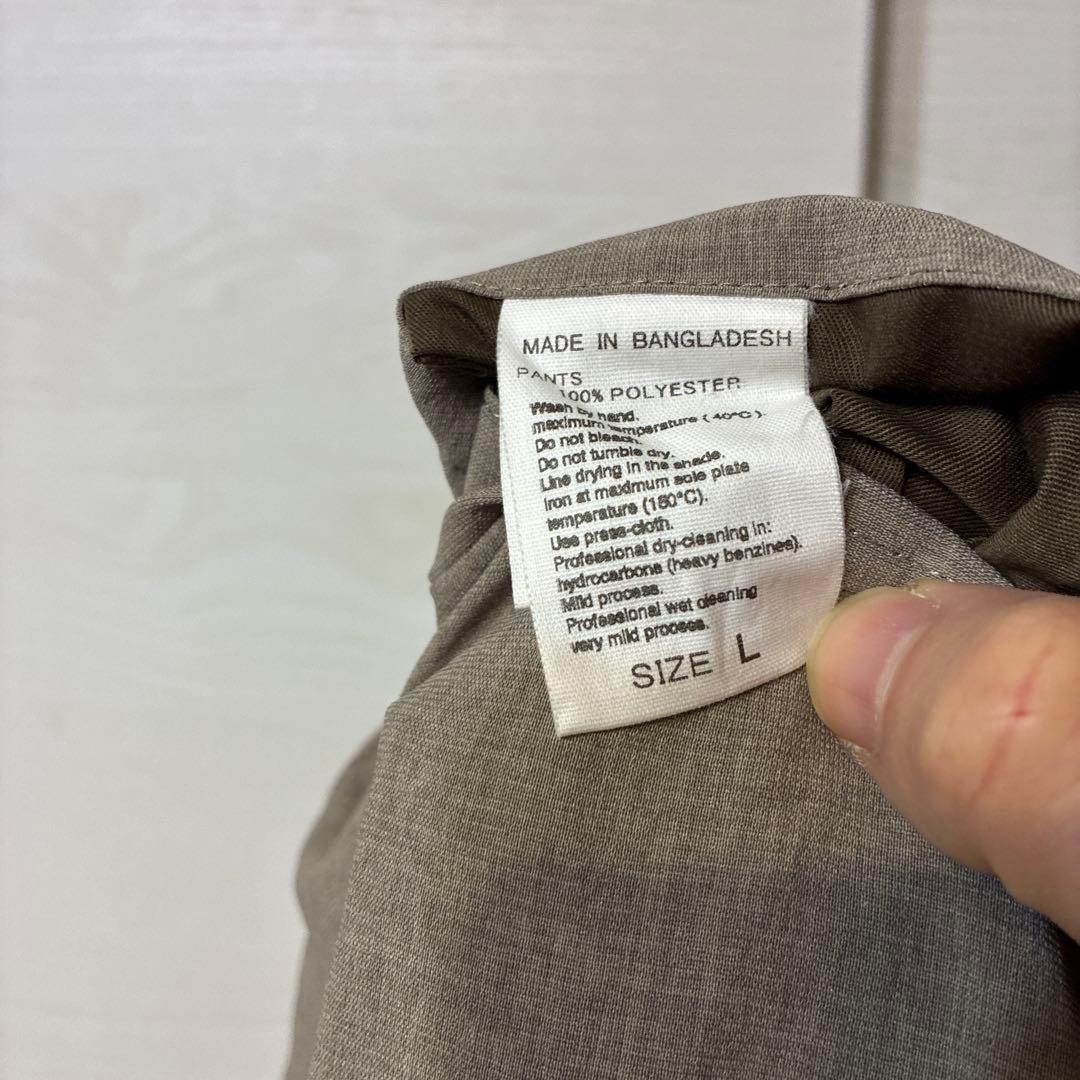 MADE IN BANGLADESH
PANTS
100% POLYESTER
Wash by hand.
maximum temperature (40°C).
Do not bleach.
Do not tumble dry.
Line drying in the shade.
Iron at maximum sole plate
temperature (150°C).
Use press-cloth.
Professional dry-cleaning in:
hydrocarbons (heavy benzines).
Mild process.
Professional wet cleaning
very mild process.
SIZE L